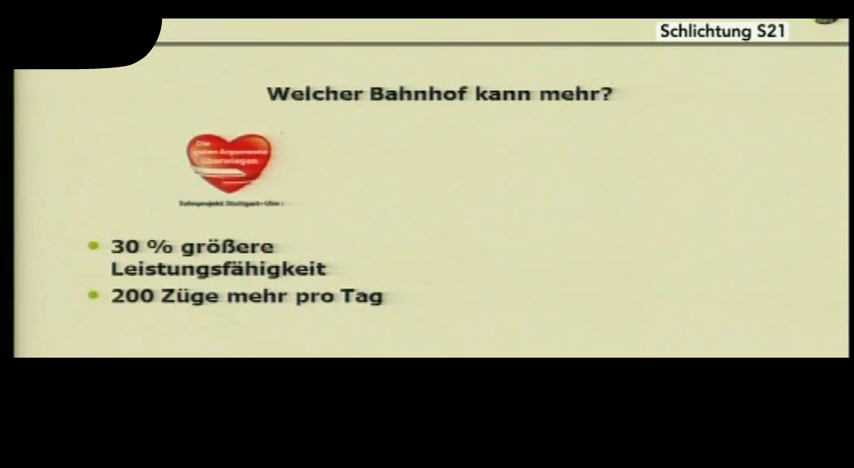 Schlichtung S21
Welcher Bahnhof kann mehr?
Die
guten Argumente
überwiegen
Bahnprojekt Stuttgart-Ulm
• 30 % größere
Leistungsfähigkeit
• 200 Züge mehr pro Tag